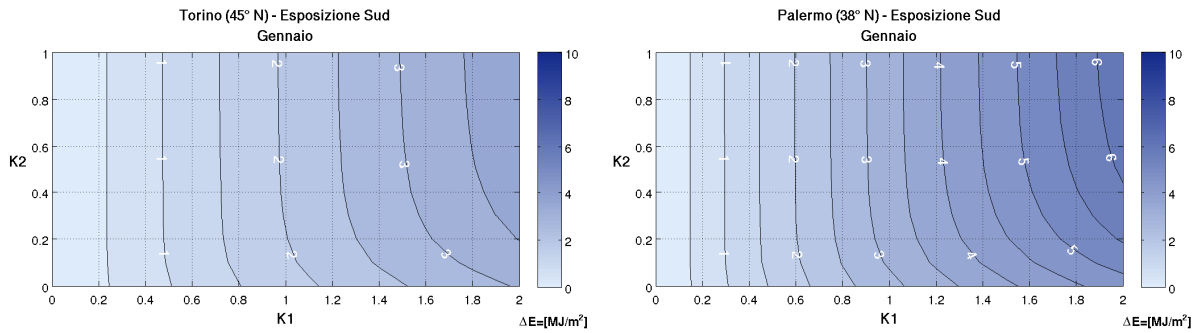 Torino (45° N) - Esposizione Sud
Gennaio
1
0.8
0.6
0.4
0.2
0
K2
0 0.2 0.4 0.6 0.8 1 1.2 1.4 1.6 1.8 2
K1
1 2 3
1 2 3
1 2 3
10
8
6
4
2
0
ΔE=[MJ/m²]
Palermo (38° N) - Esposizione Sud
Gennaio
1
0.8
0.6
0.4
0.2
0
K2
0 0.2 0.4 0.6 0.8 1 1.2 1.4 1.6 1.8 2
K1
1 2 3 4 5 6
1 2 3 4 5 6
1 2 3 4 5
10
8
6
4
2
0
ΔE=[MJ/m²]